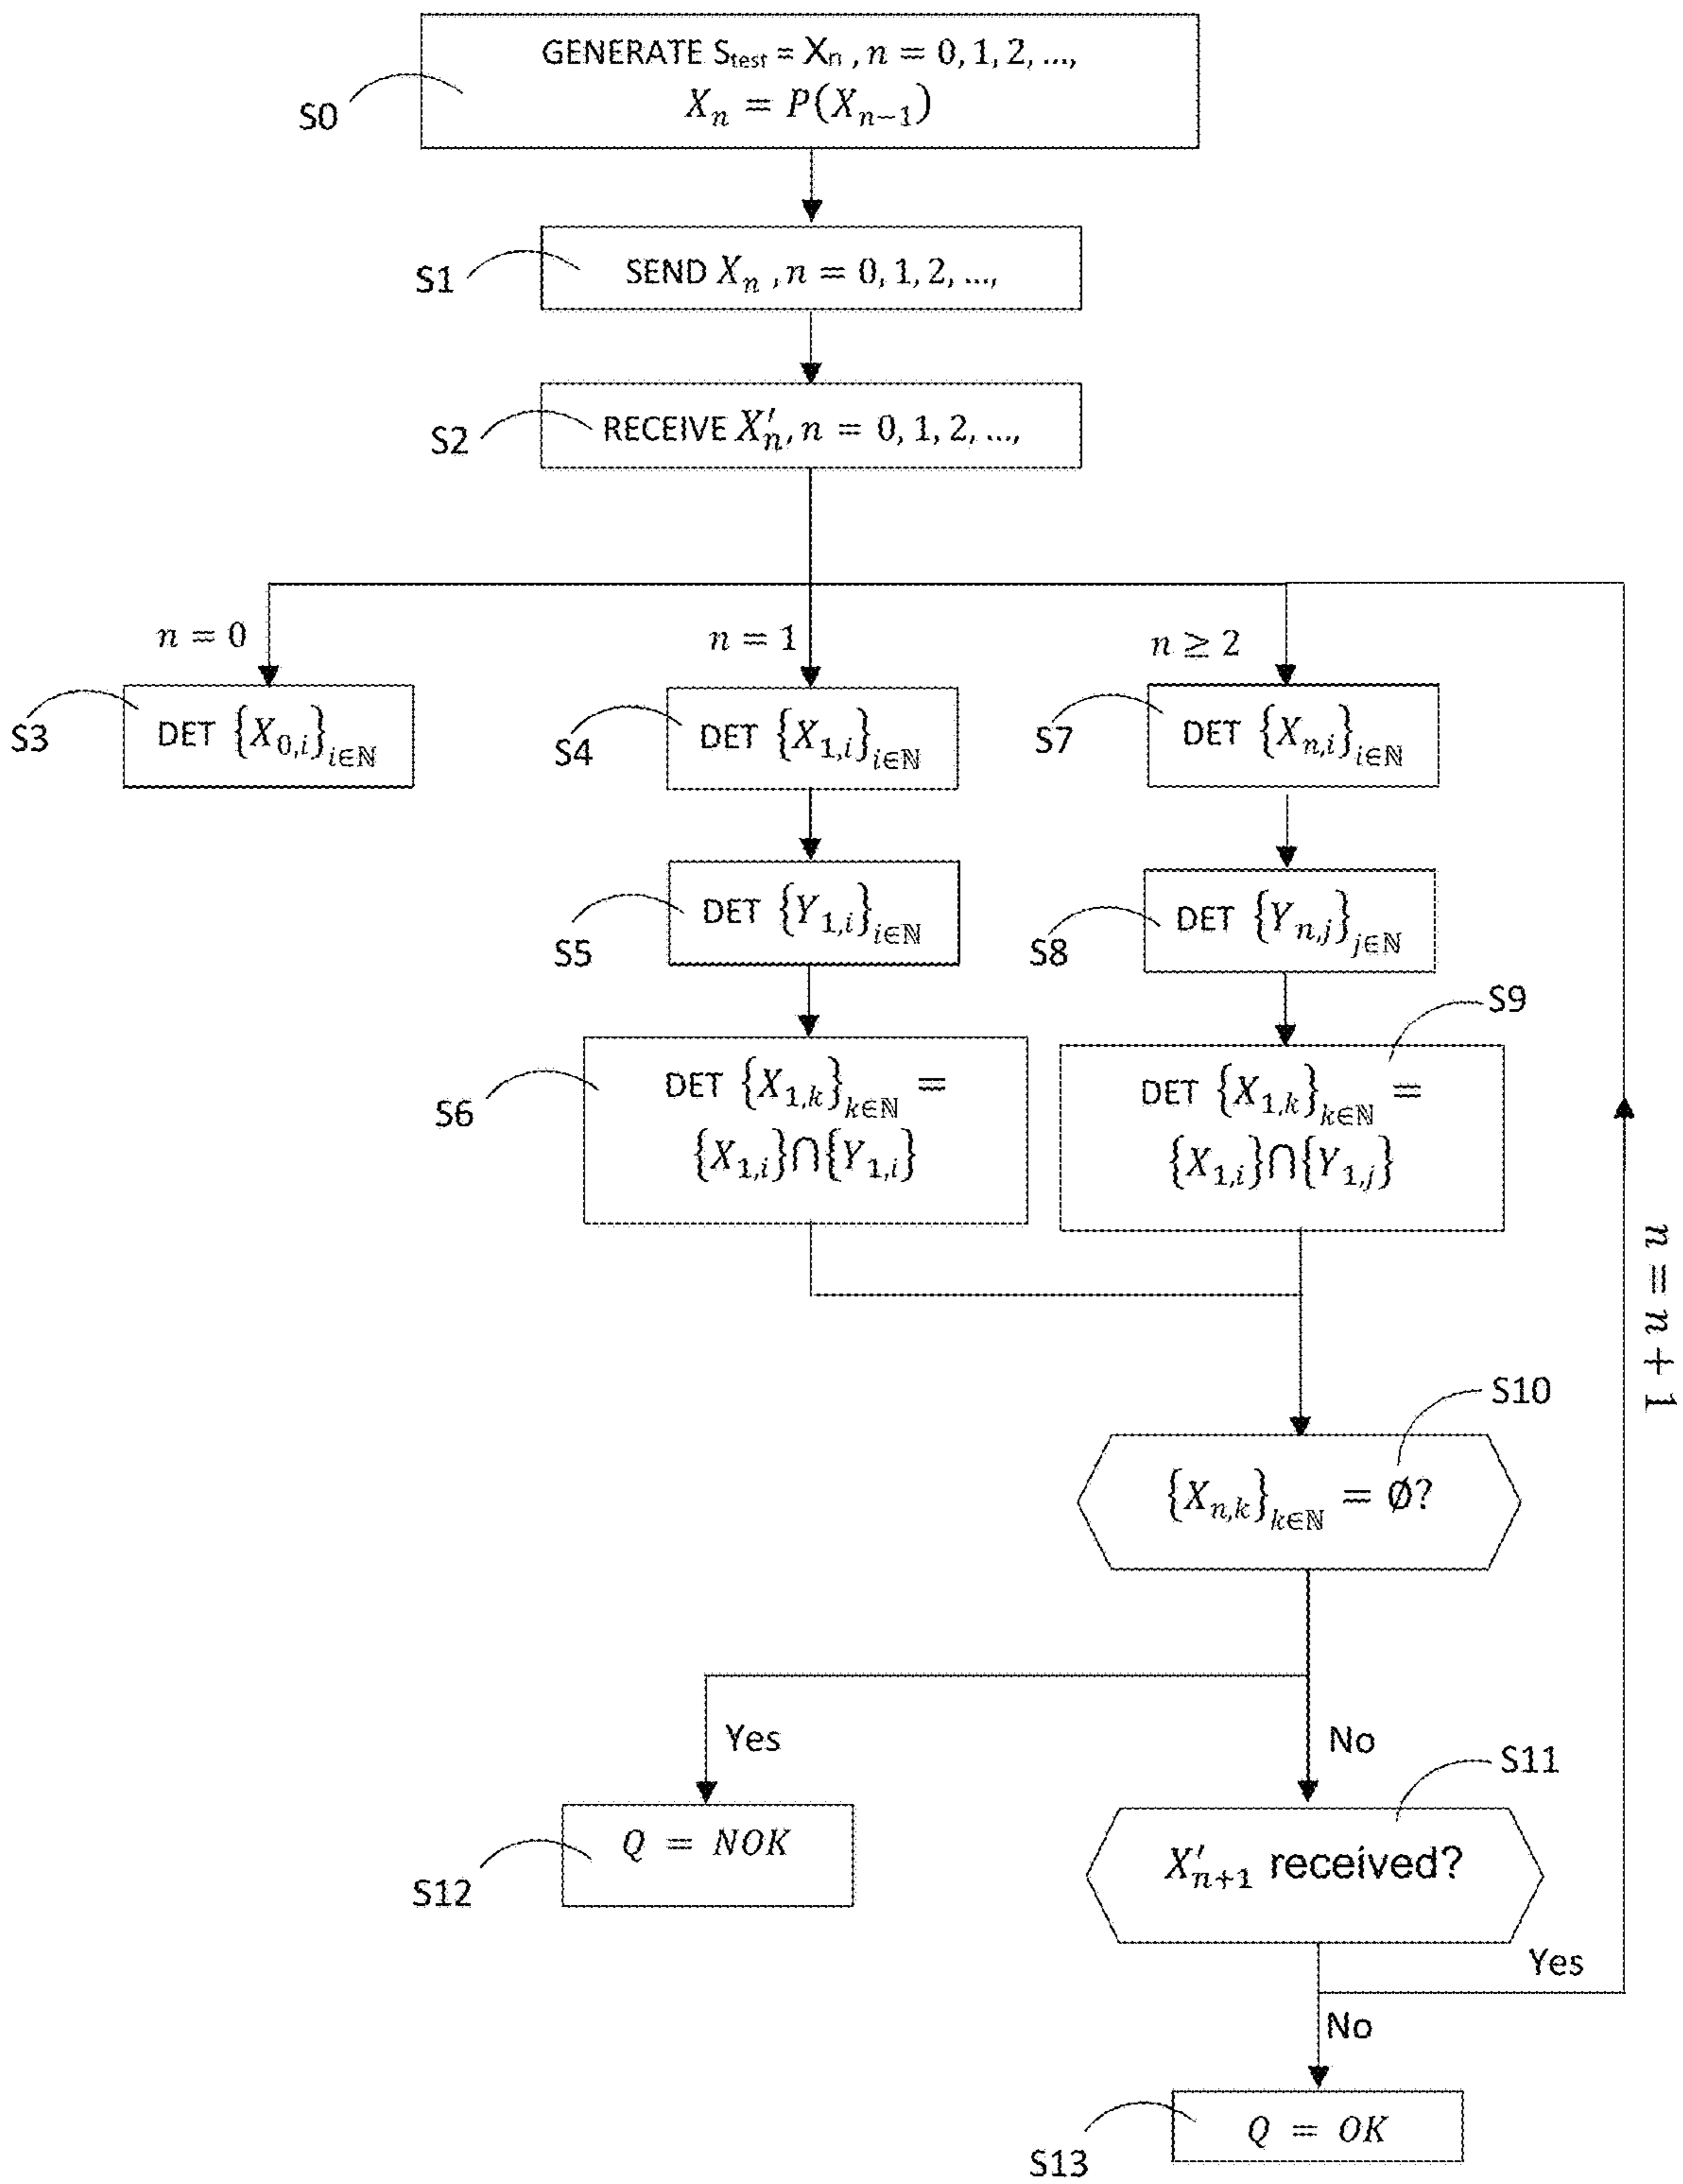 GENERATE Stest = Xn , n = 0, 1, 2, ...,
Xn = P(Xn−1)
S0
SEND Xn , n = 0, 1, 2, ...,
S1
RECEIVE X′n, n = 0, 1, 2, ...,
S2
n = 0
n = 1
n ≥ 2
S3
DET {X0,i}i∈ℕ
S4
DET {X1,i}i∈ℕ
S7
DET {Xn,i}i∈ℕ
S5
DET {Y1,i}i∈ℕ
S8
DET {Yn,j}j∈ℕ
S9
S6
DET {X1,k}k∈ℕ =
{X1,i}∩{Y1,i}
DET {X1,k}k∈ℕ =
{X1,i}∩{Y1,j}
n = n + 1
S10
{Xn,k}k∈ℕ = Ø?
Yes
No
S11
Q = NOK
S12
X′n+1 received?
Yes
No
Q = OK
S13